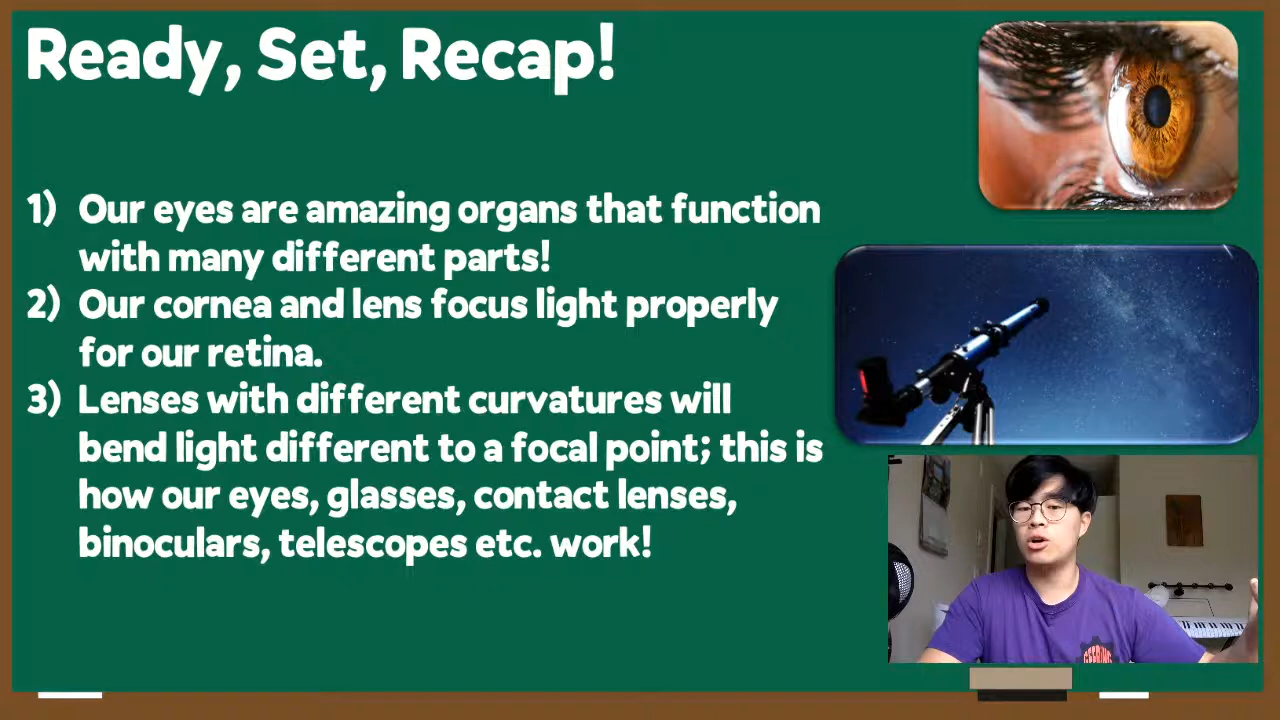 Ready, Set, Recap!
1) Our eyes are amazing organs that function
with many different parts!
2) Our cornea and lens focus light properly
for our retina.
3) Lenses with different curvatures will
bend light different to a focal point; this is
how our eyes, glasses, contact lenses,
binoculars, telescopes etc. work!